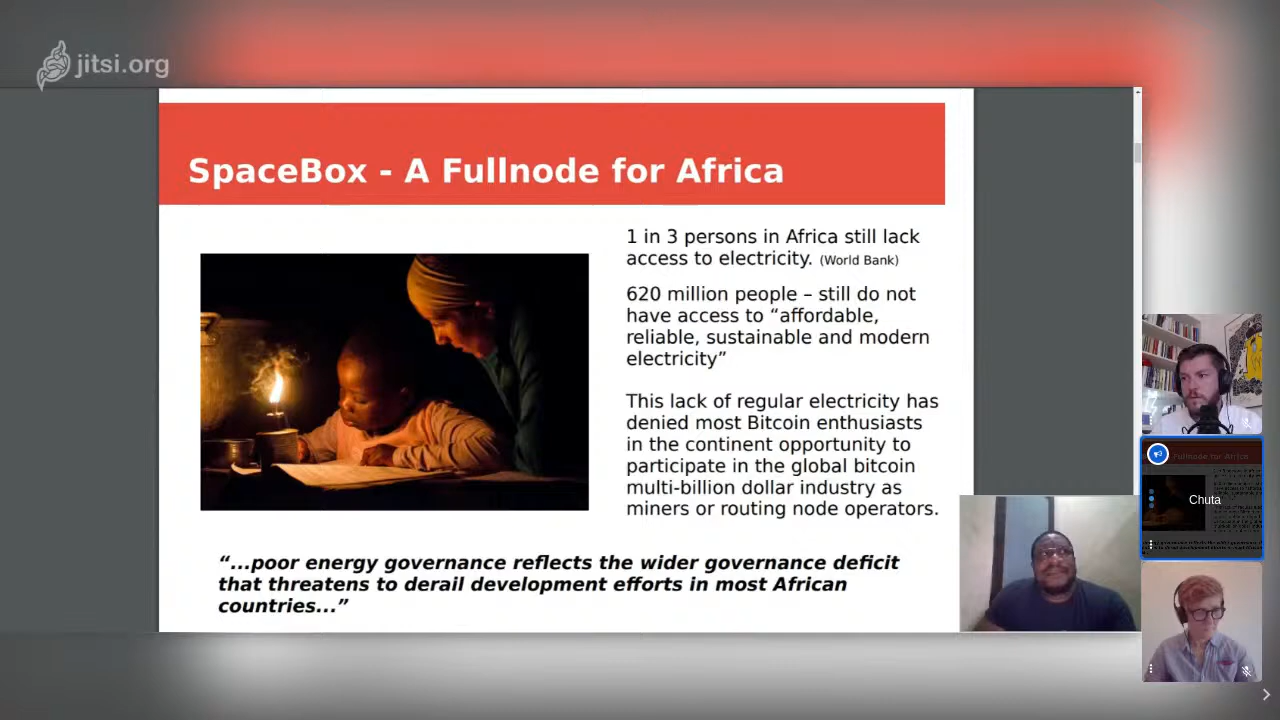 jitsi.org
SpaceBox - A Fullnode for Africa
1 in 3 persons in Africa still lack
access to electricity. (World Bank)
620 million people – still do not
have access to “affordable,
reliable, sustainable and modern
electricity”
This lack of regular electricity has
denied most Bitcoin enthusiasts
in the continent opportunity to
participate in the global bitcoin
multi-billion dollar industry as
miners or routing node operators.
“...poor energy governance reflects the wider governance deficit
that threatens to derail development efforts in most African
countries...”
Fullnode for Africa
Chuta